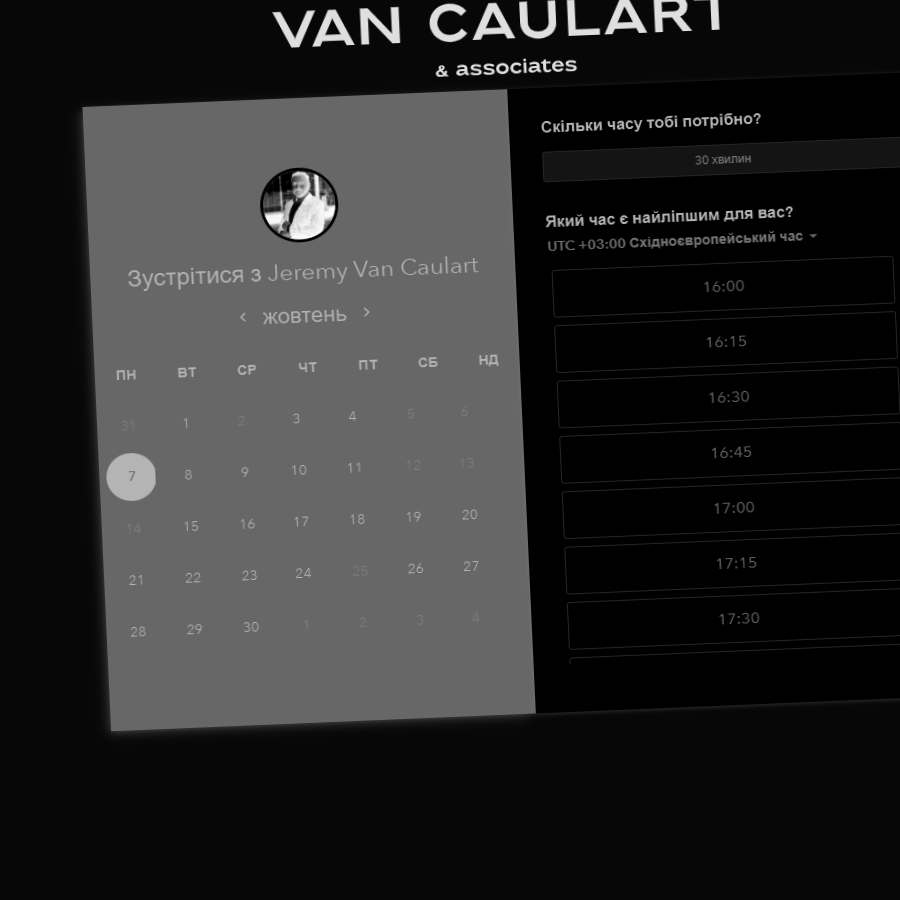 VAN CAULART
& associates
Зустрітися з Jeremy Van Caulart
жовтень
ПН ВТ СР ЧТ ПТ СБ НД
31 1 2 3 4 5 6
7 8 9 10 11 12 13
14 15 16 17 18 19 20
21 22 23 24 25 26 27
28 29 30 1 2 3 4
Скільки часу тобі потрібно?
30 хвилин
Який час є найліпшим для вас?
UTC +03:00 Східноєвропейський час
16:00
16:15
16:30
16:45
17:00
17:15
17:30